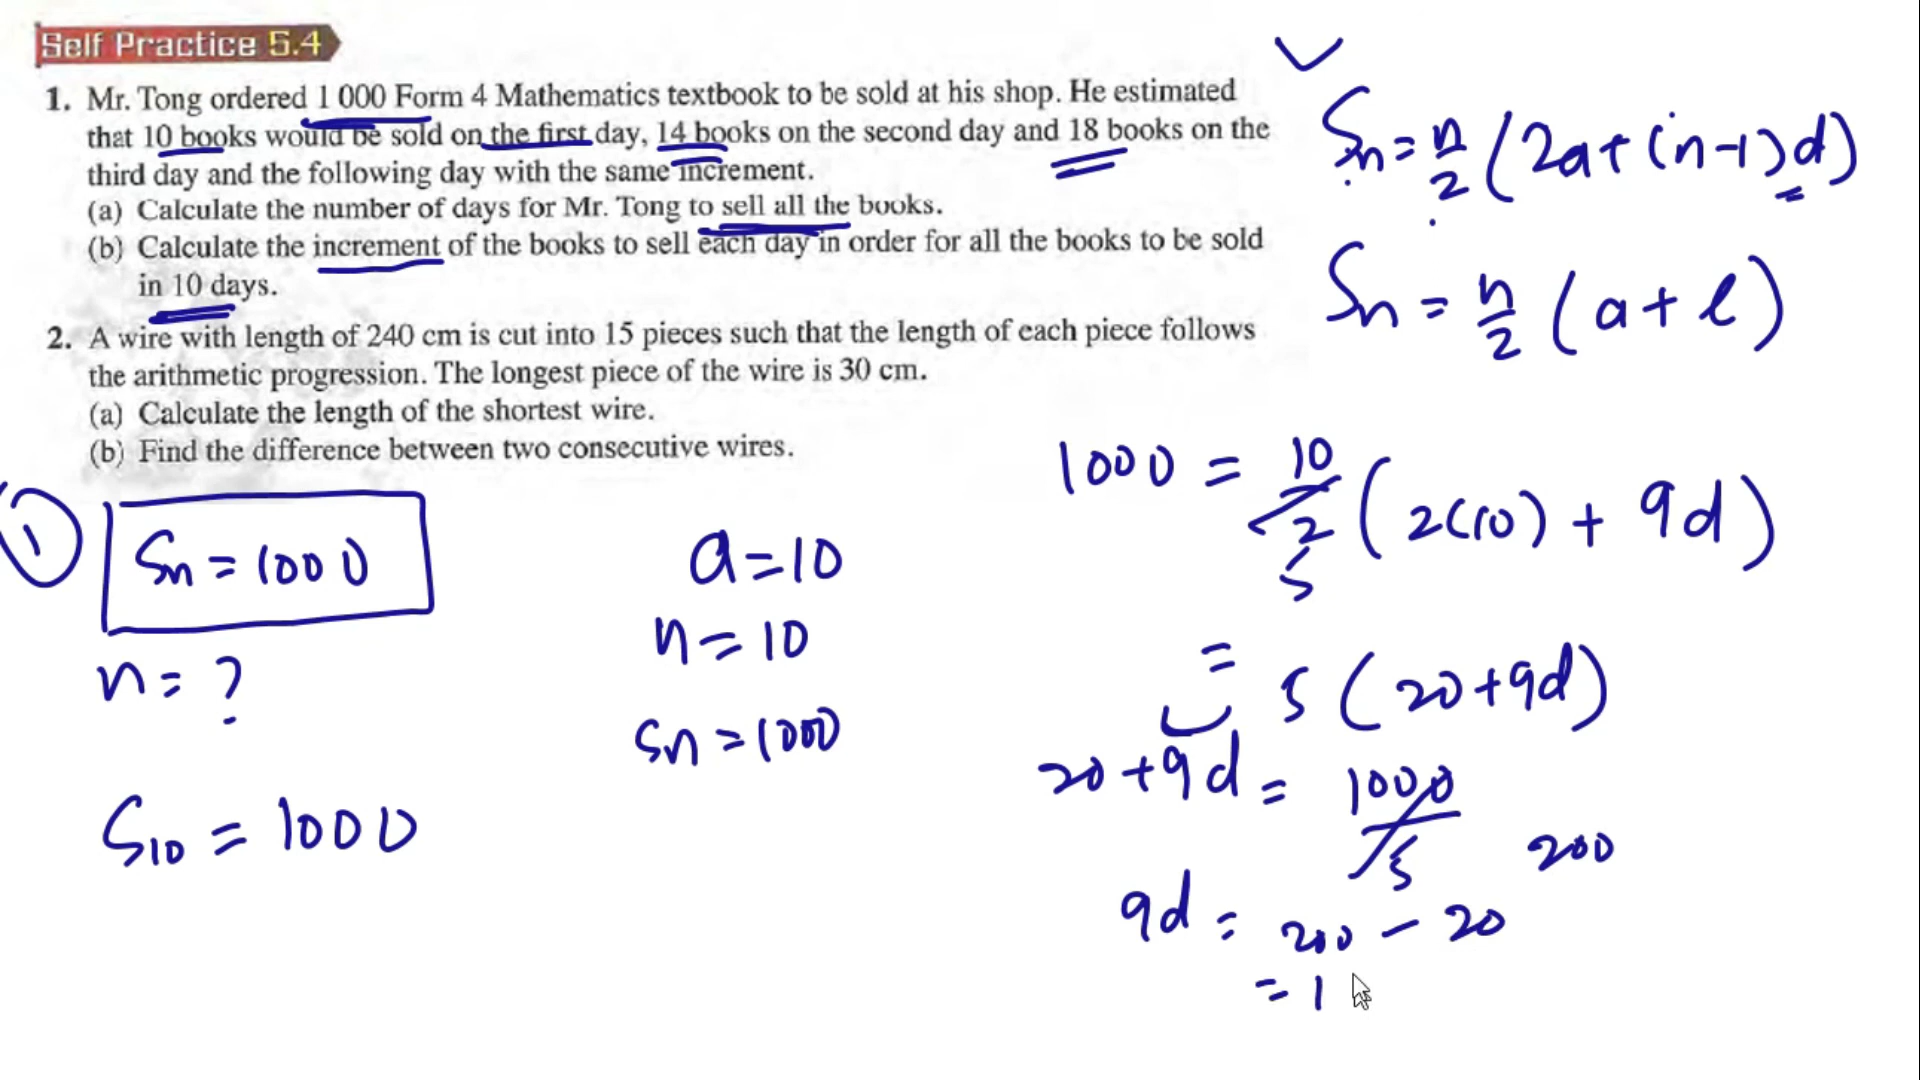 Self Practice 5.4
1. Mr. Tong ordered 1 000 Form 4 Mathematics textbook to be sold at his shop. He estimated
that 10 books would be sold on the first day, 14 books on the second day and 18 books on the
third day and the following day with the same increment.
(a) Calculate the number of days for Mr. Tong to sell all the books.
(b) Calculate the increment of the books to sell each day in order for all the books to be sold
in 10 days.
2. A wire with length of 240 cm is cut into 15 pieces such that the length of each piece follows
the arithmetic progression. The longest piece of the wire is 30 cm.
(a) Calculate the length of the shortest wire.
(b) Find the difference between two consecutive wires.
Sn = n/2 (2a+(n-1)d)
Sn = n/2 (a+l)
1
Sn = 1000
n = ?
S10 = 1000
a=10
n=10
Sn=1000
1000 = 10/2 (2(10) + 9d)
5
= 5 (20+9d)
20+9d = 1000/5
200
9d = 200 - 20
= 1